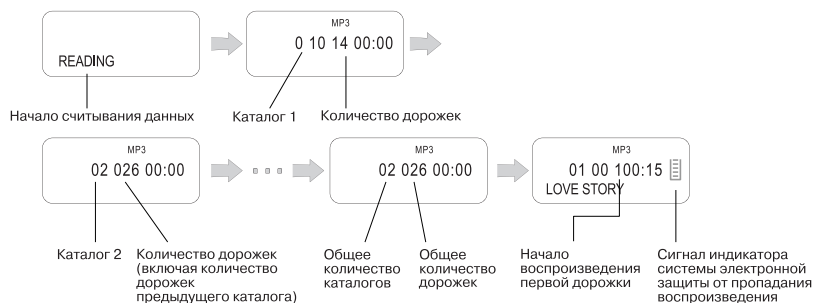 READING
MP3
0 10 14 00:00
Начало считывания данных
Каталог 1
Количество дорожек
MP3
02 026 00:00
MP3
02 026 00:00
MP3
01 00 100:15
LOVE STORY
Каталог 2
Количество дорожек
(включая количество
дорожек
предыдущего каталога)
Общее
количество
каталогов
Общее
количество
дорожек
Начало
воспроизведения
первой дорожки
Сигнал индикатора
системы электронной
защиты от пропадания
воспроизведения